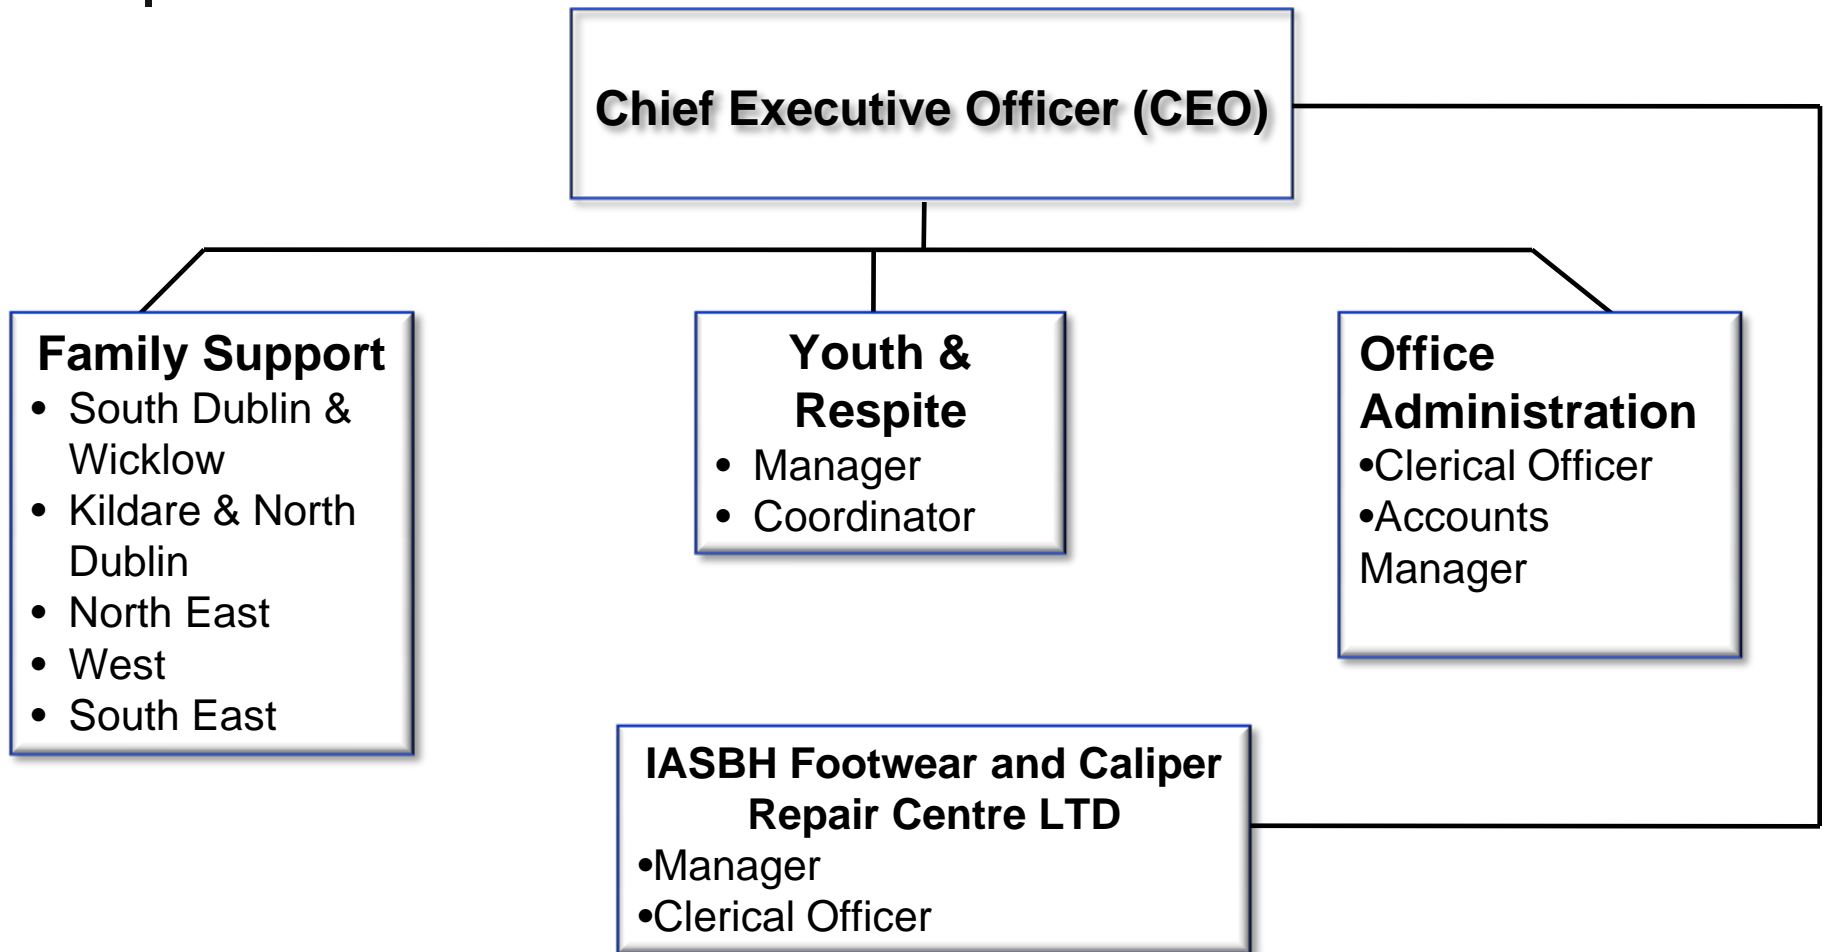 Chief Executive Officer (CEO)
Family Support
• South Dublin &
Wicklow
• Kildare & North
Dublin
• North East
• West
• South East
Youth &
Respite
• Manager
• Coordinator
Office
Administration
•Clerical Officer
•Accounts
Manager
IASBH Footwear and Caliper
Repair Centre LTD
•Manager
•Clerical Officer